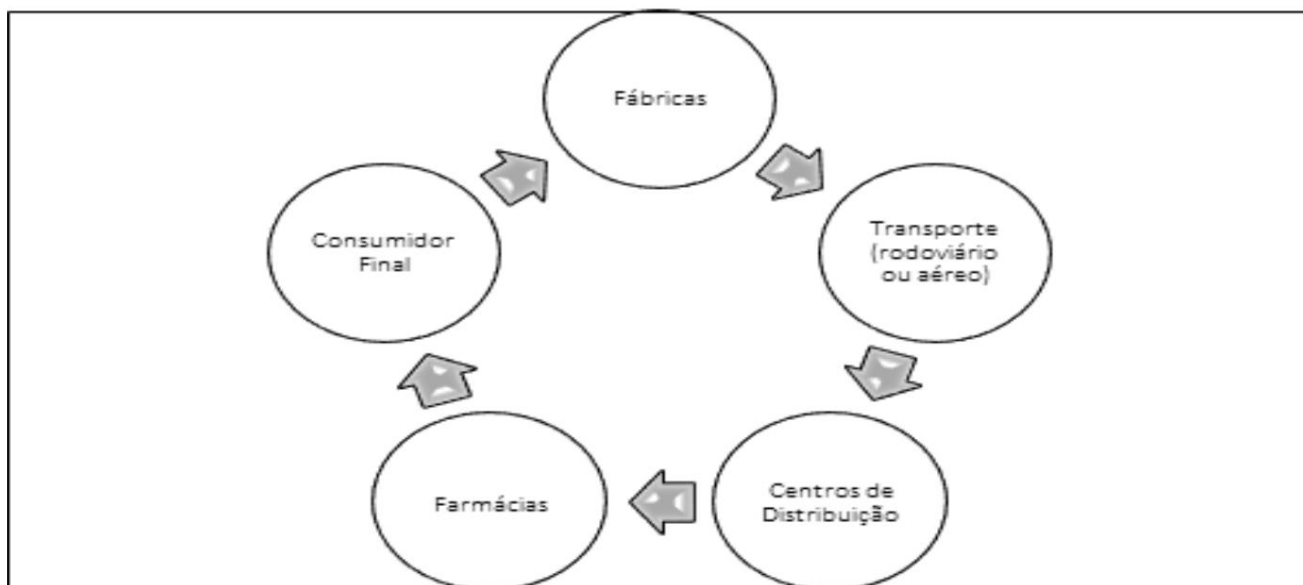 Fábricas
Transporte
(rodoviário
ou aéreo)
Centros de
Distribuição
Farmácias
Consumidor
Final